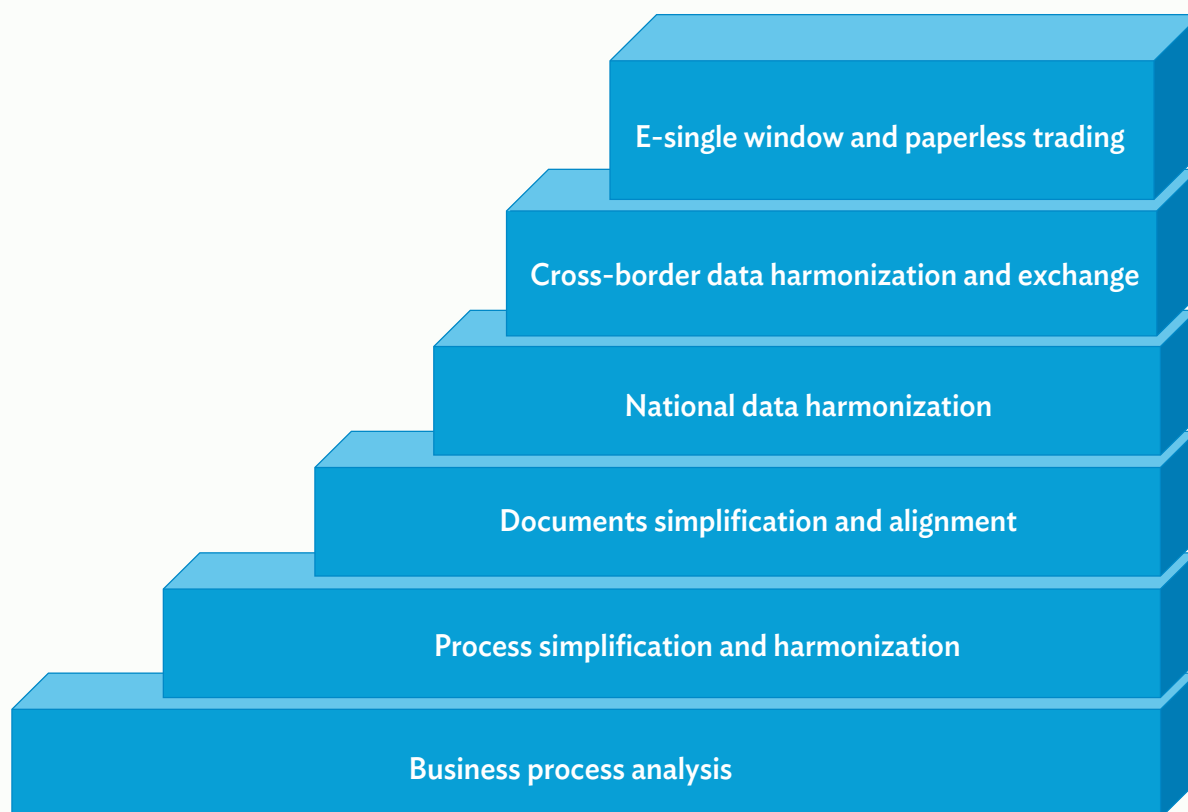 E-single window and paperless trading
Cross-border data harmonization and exchange
National data harmonization
Documents simplification and alignment
Process simplification and harmonization
Business process analysis